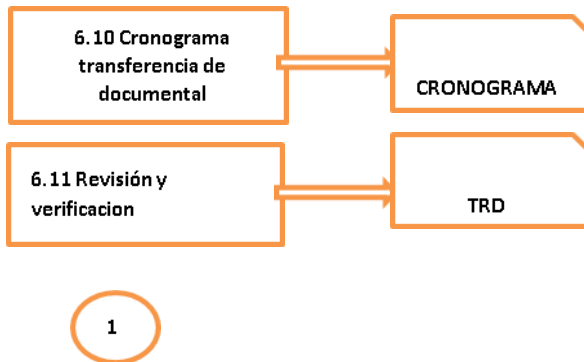 6.10 Cronograma
transferencia de
documental
CRONOGRAMA
6.11 Revisión y
verificacion
TRD
1